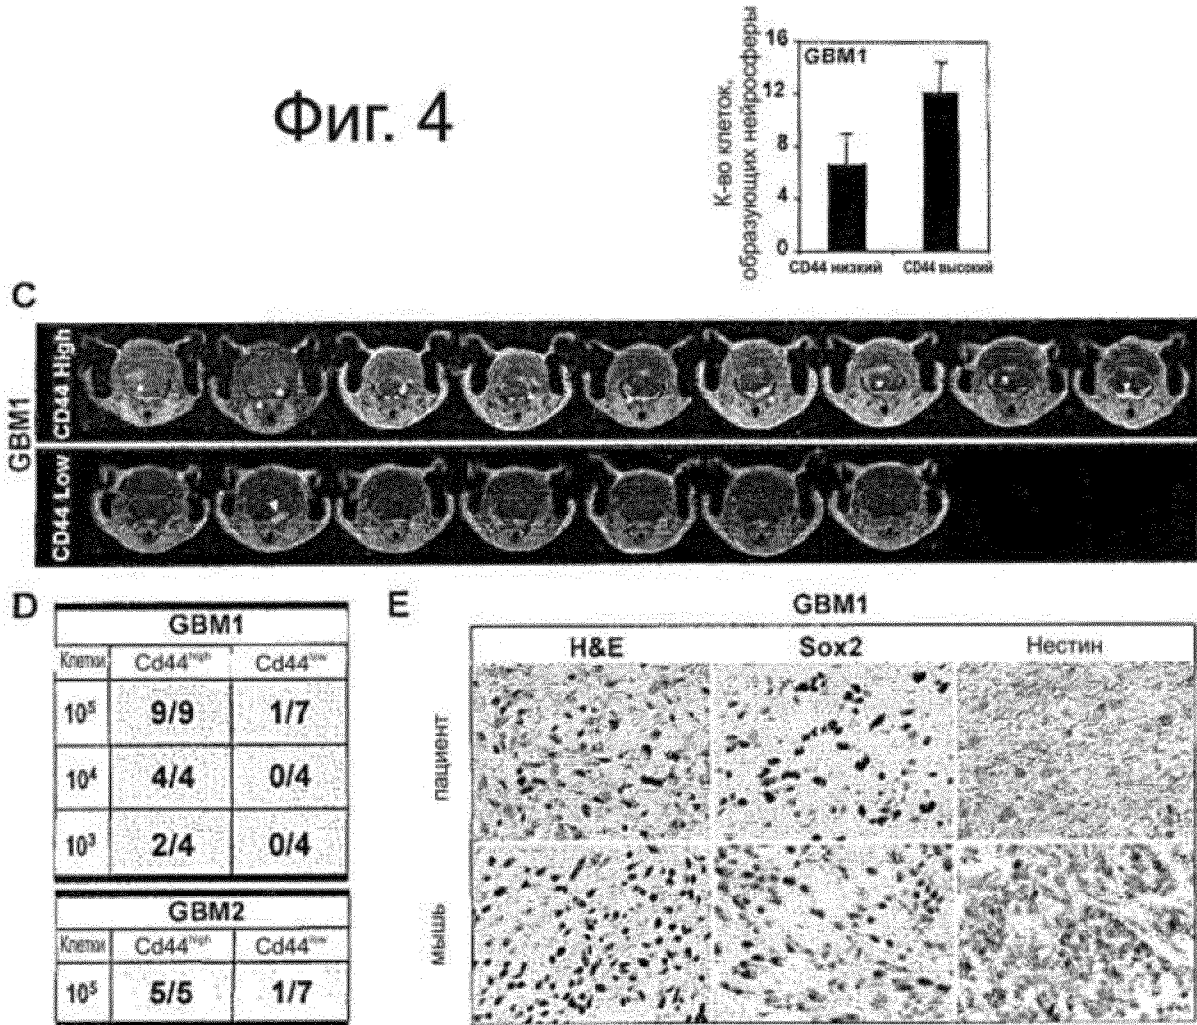 Фиг. 4
К-во клеток,
образующих нейросферы
16
12
8
4
0
GBM1
CD44 низкий
CD44 высокий
C
GBM1
CD44 High
CD44 Low
D
GBM1
Клетки Cd44high Cd44low
10⁵ 9/9 1/7
10⁴ 4/4 0/4
10³ 2/4 0/4
GBM2
Клетки Cd44high Cd44low
10⁵ 5/5 1/7
E
GBM1
H&E Sox2 Нестин
пациент
мышь